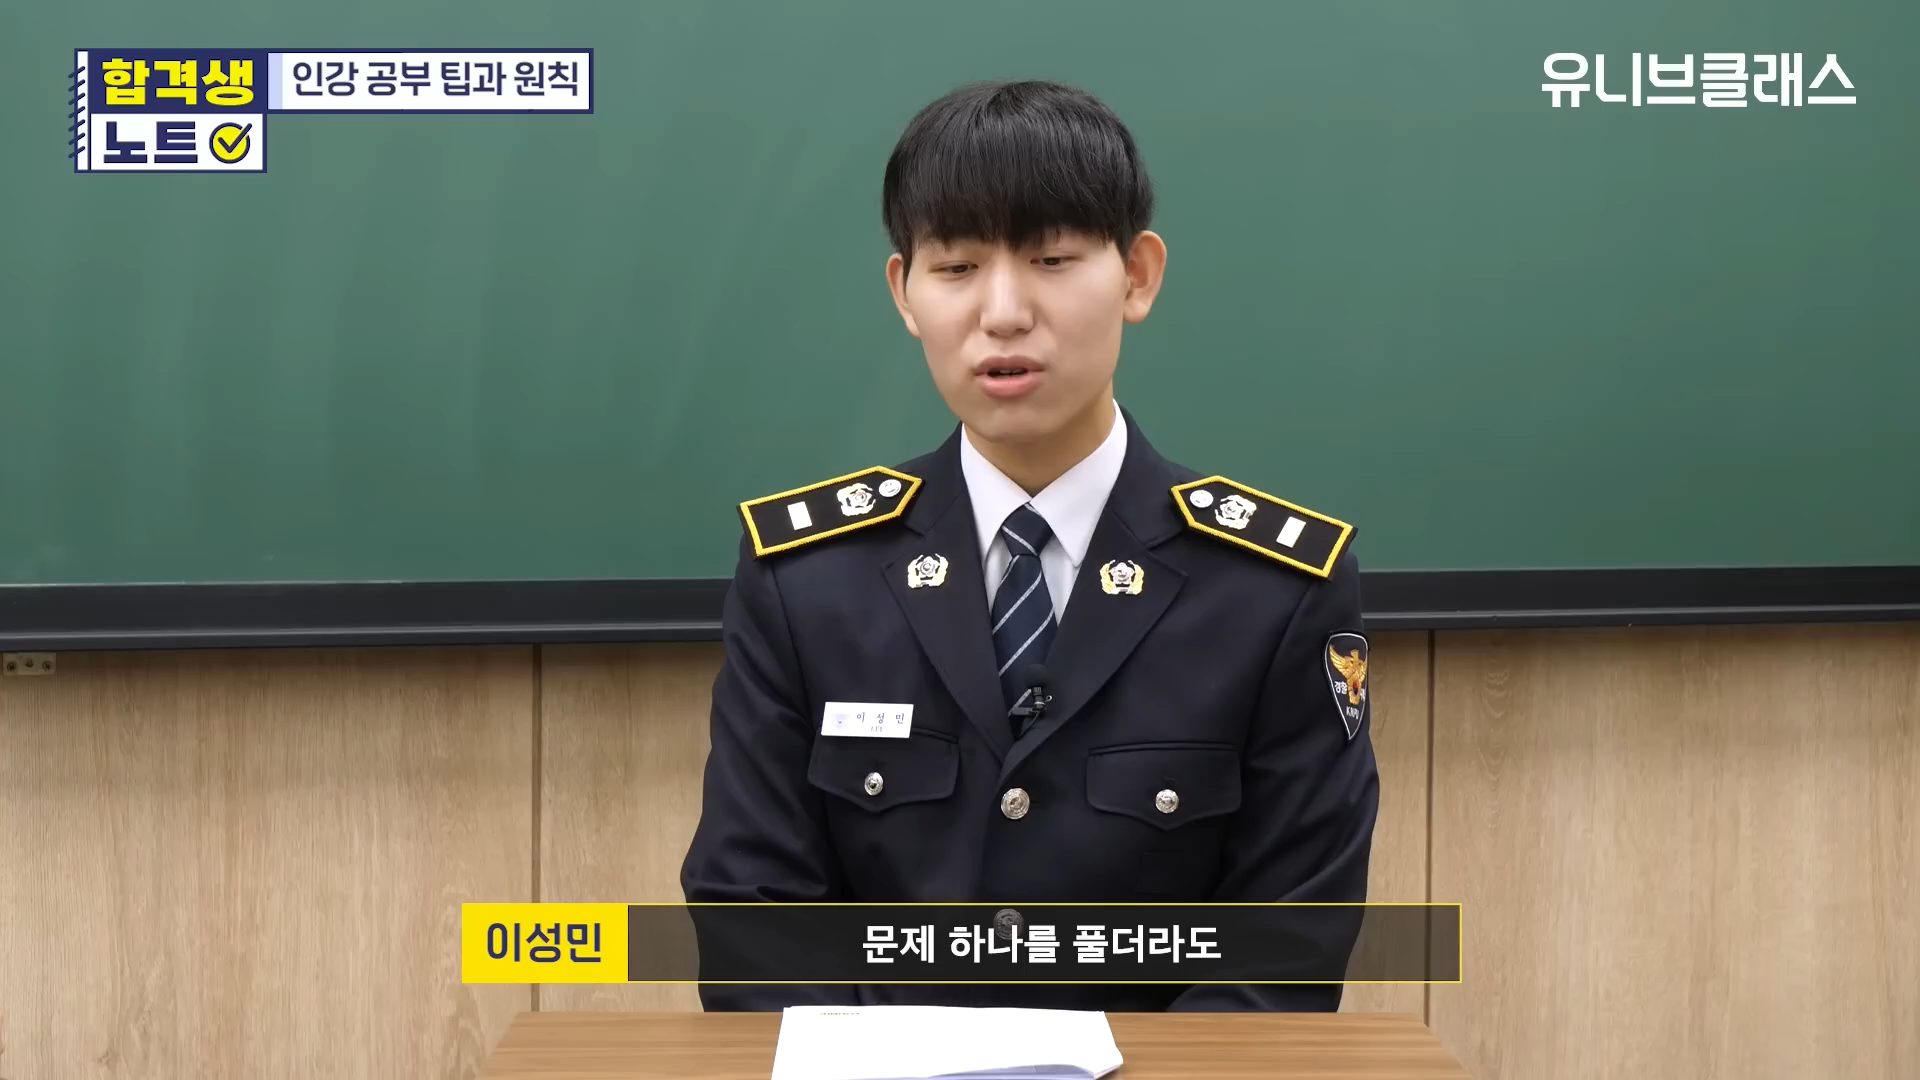 합격생
노트
인강 공부 팁과 원칙
유니브클래스
이 성 민
이성민
문제 하나를 풀더라도